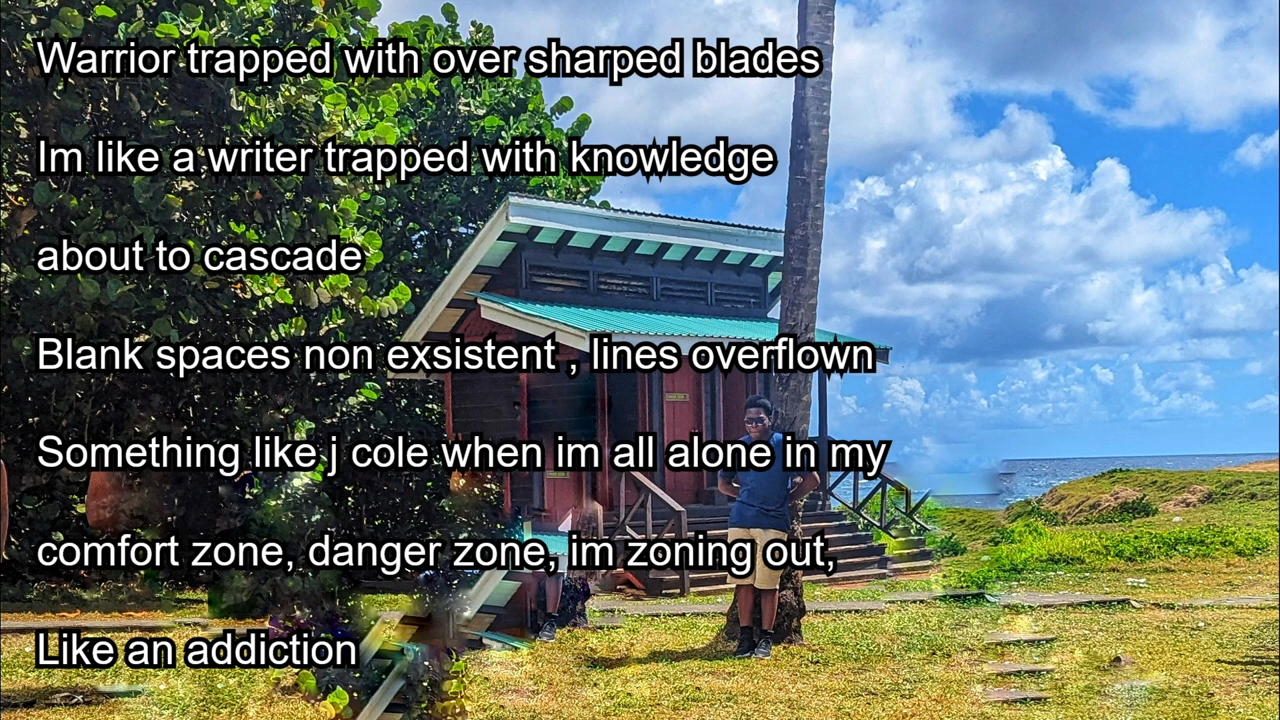 Warrior trapped with over sharped blades
Im like a writer trapped with knowledge
about to cascade
Blank spaces non exsistent , lines overflown
Something like j cole when im all alone in my
comfort zone, danger zone, im zoning out,
Like an addiction